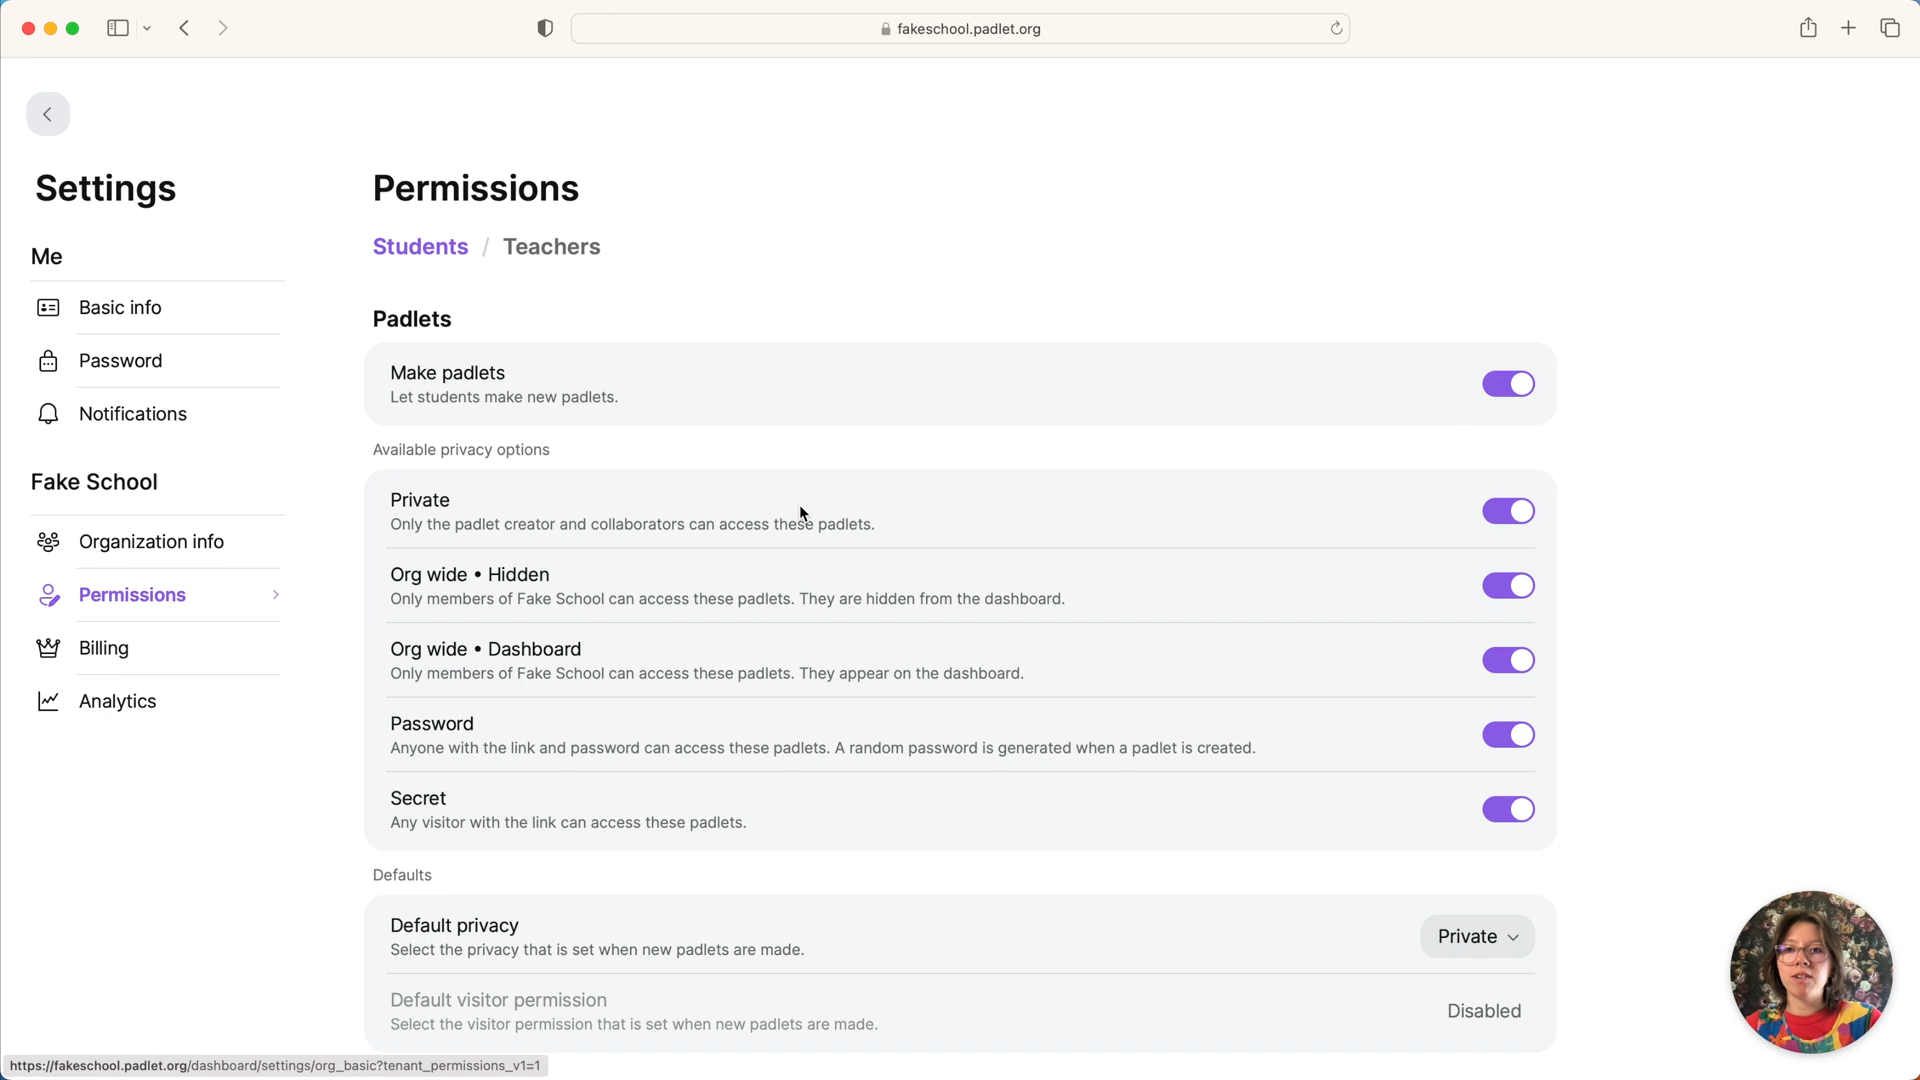 fakeschool.padlet.org
Settings
Me
Basic info
Password
Notifications
Fake School
Organization info
Permissions
Billing
Analytics
Permissions
Students / Teachers
Padlets
Make padlets
Let students make new padlets.
Available privacy options
Private
Only the padlet creator and collaborators can access these padlets.
Org wide • Hidden
Only members of Fake School can access these padlets. They are hidden from the dashboard.
Org wide • Dashboard
Only members of Fake School can access these padlets. They appear on the dashboard.
Password
Anyone with the link and password can access these padlets. A random password is generated when a padlet is created.
Secret
Any visitor with the link can access these padlets.
Defaults
Default privacy
Select the privacy that is set when new padlets are made.
Private
Default visitor permission
Select the visitor permission that is set when new padlets are made.
Disabled
https://fakeschool.padlet.org/dashboard/settings/org_basic?tenant_permissions_v1=1